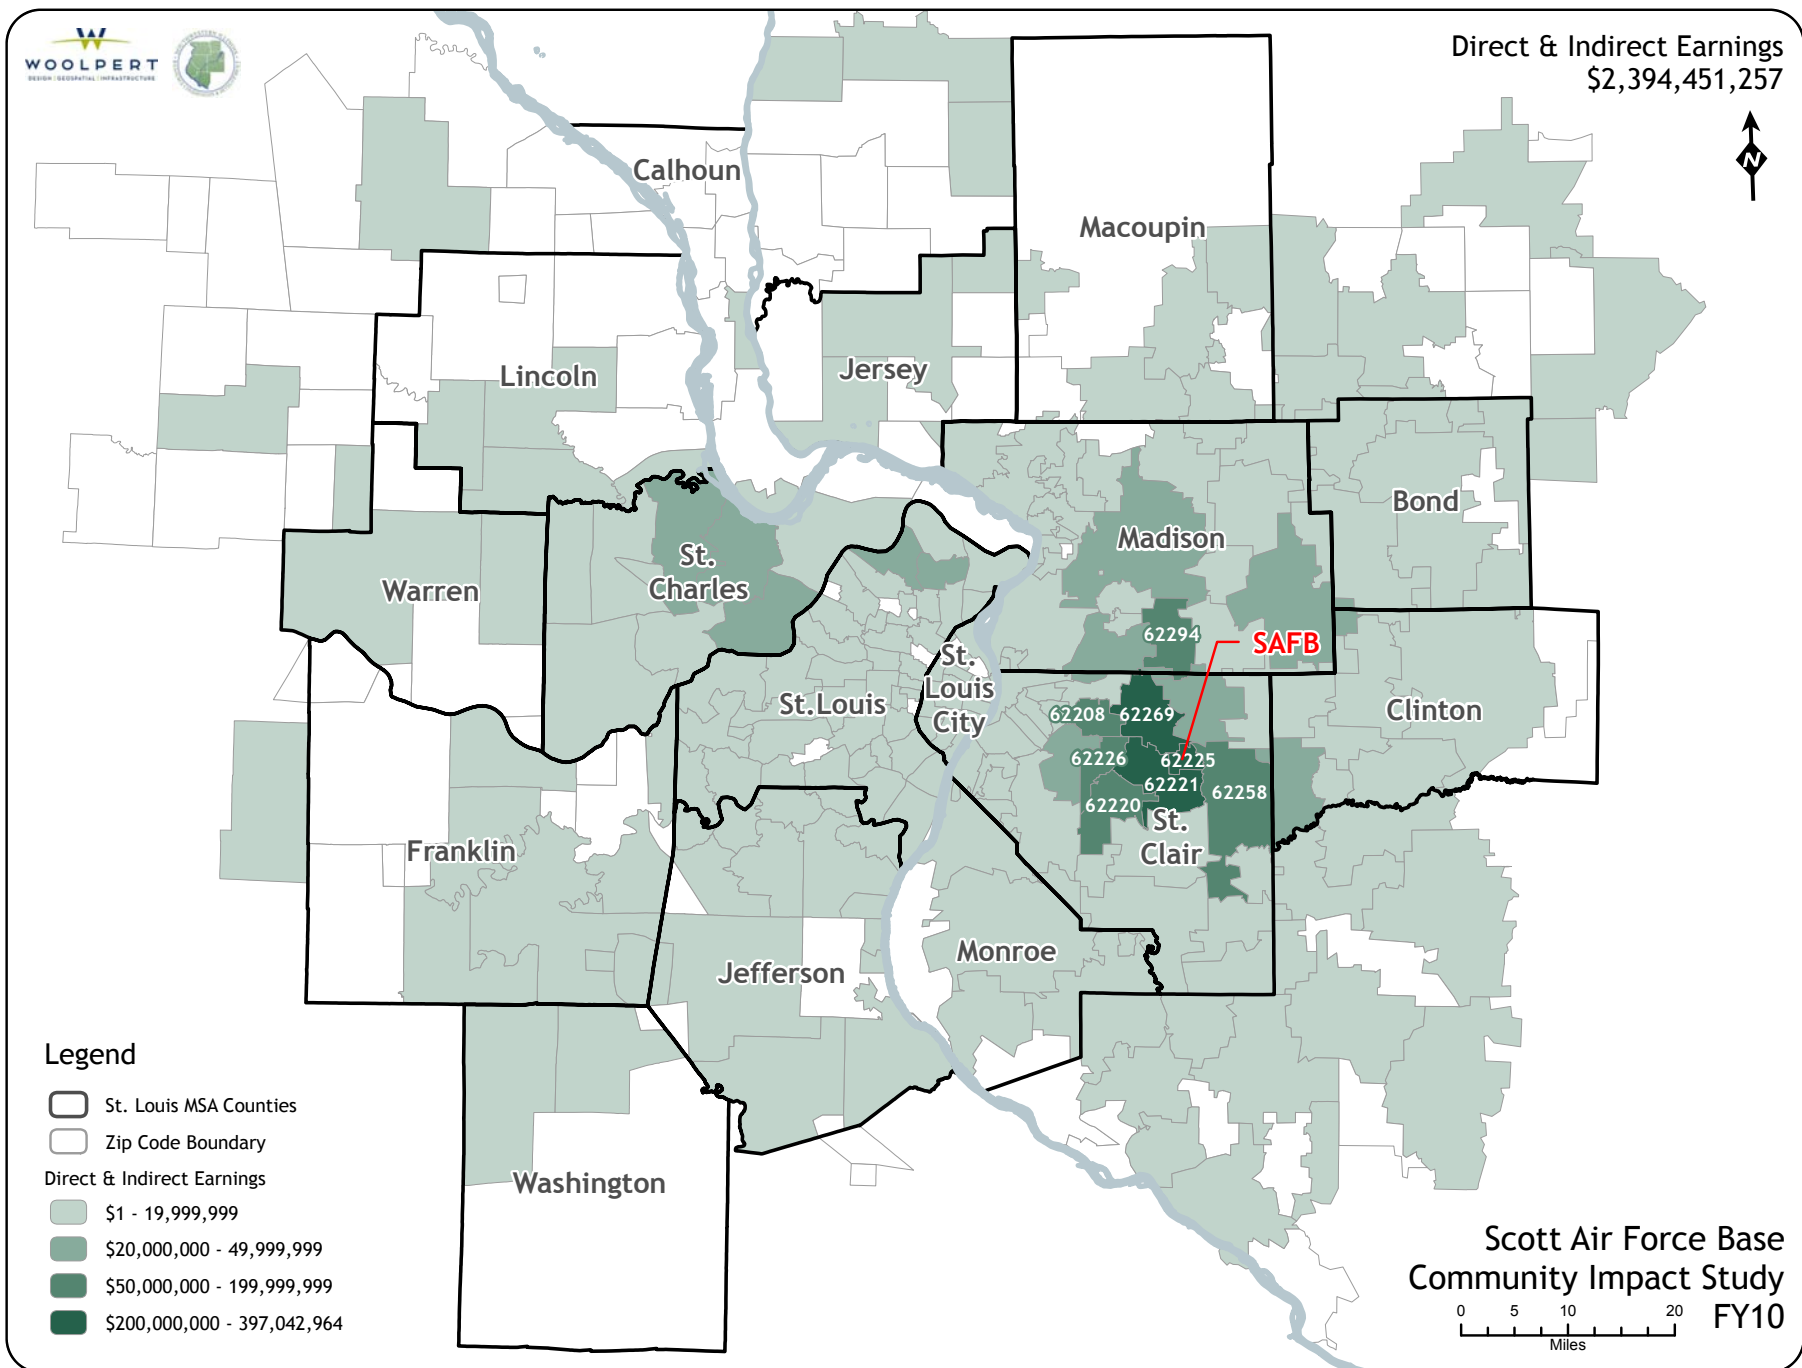 WOOLPERT
DESIGN | GEOSPATIAL | INFRASTRUCTURE
Direct & Indirect Earnings
$2,394,451,257
N
Calhoun
Macoupin
Lincoln
Jersey
Bond
Madison
St.
Charles
Warren
62294
SAFB
St.
Louis
City
St.Louis
62208
62269
Clinton
62226
62225
62221
62258
62220
St.
Clair
Franklin
Monroe
Jefferson
Washington
Legend
St. Louis MSA Counties
Zip Code Boundary
Direct & Indirect Earnings
$1 - 19,999,999
$20,000,000 - 49,999,999
$50,000,000 - 199,999,999
$200,000,000 - 397,042,964
Scott Air Force Base
Community Impact Study
FY10
0 5 10 20
Miles